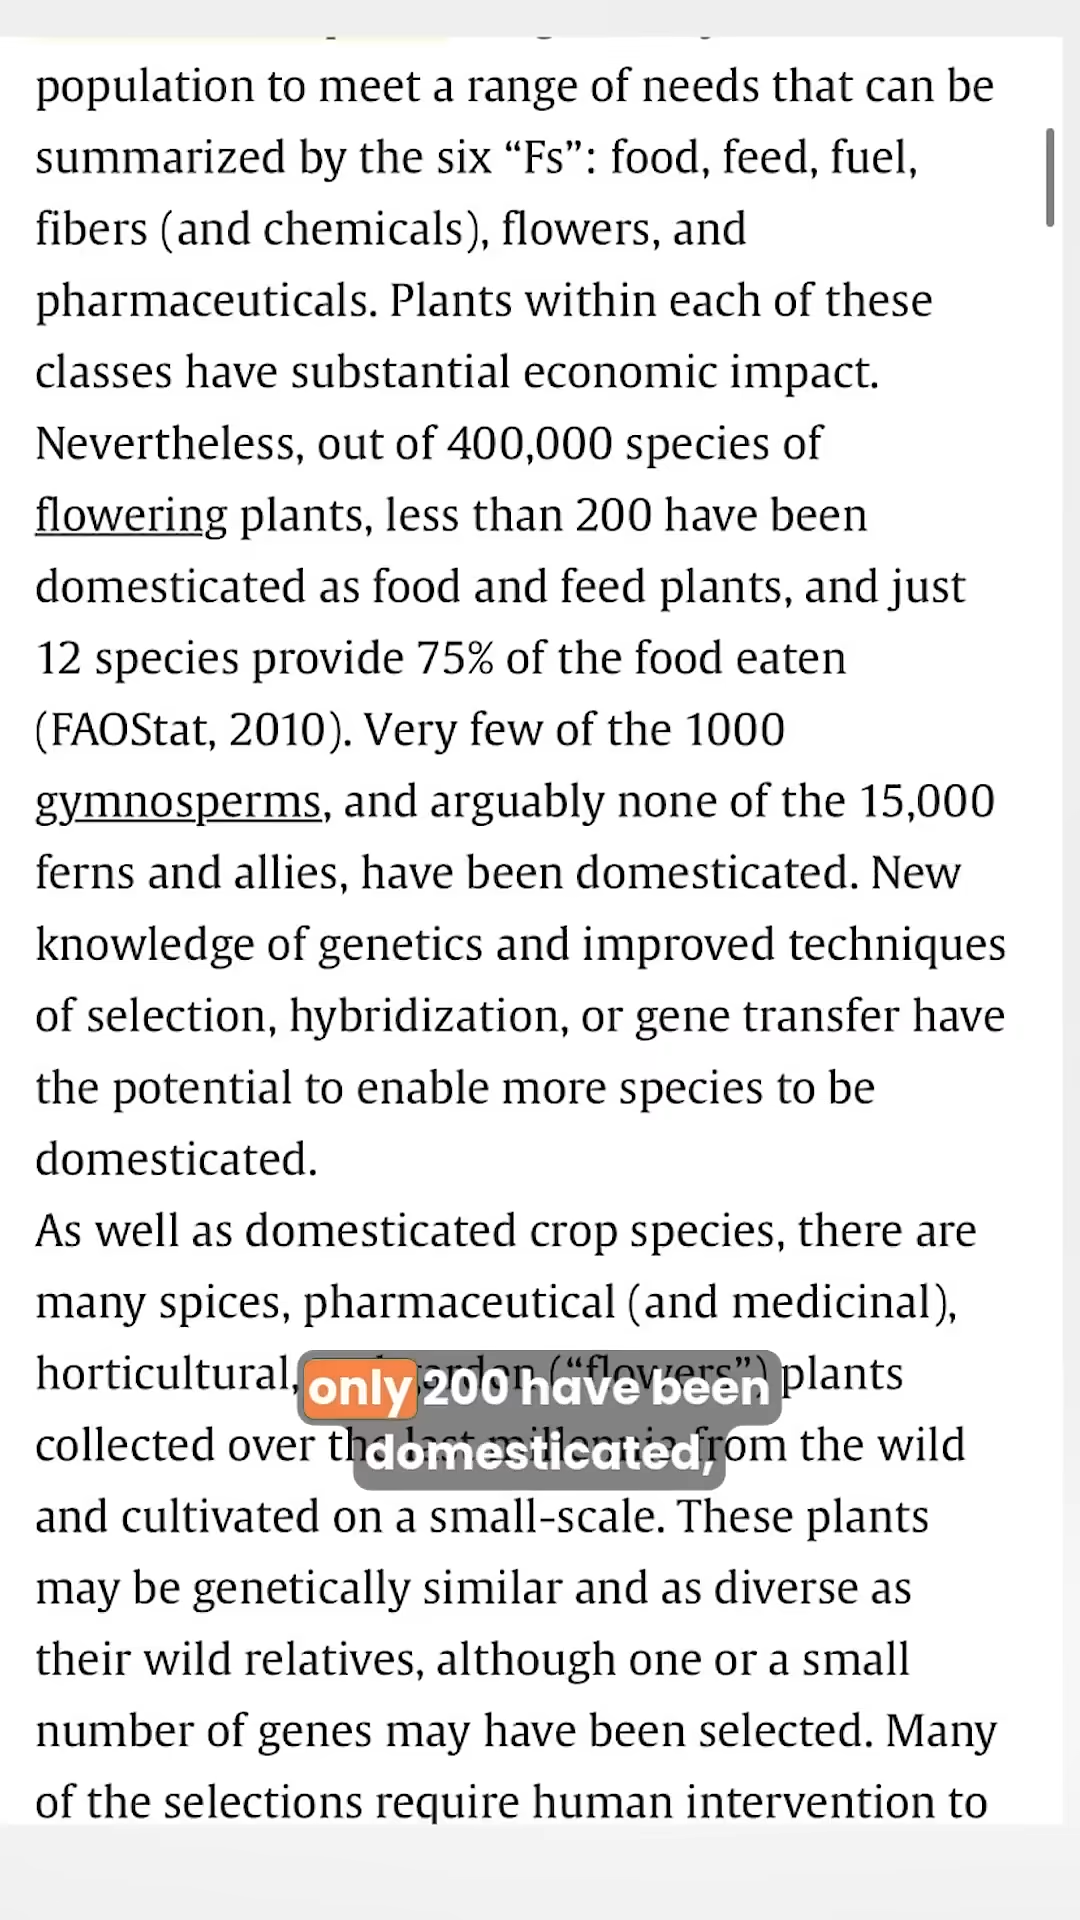 population to meet a range of needs that can be
summarized by the six “Fs”: food, feed, fuel,
fibers (and chemicals), flowers, and
pharmaceuticals. Plants within each of these
classes have substantial economic impact.
Nevertheless, out of 400,000 species of
flowering plants, less than 200 have been
domesticated as food and feed plants, and just
12 species provide 75% of the food eaten
(FAOStat, 2010). Very few of the 1000
gymnosperms, and arguably none of the 15,000
ferns and allies, have been domesticated. New
knowledge of genetics and improved techniques
of selection, hybridization, or gene transfer have
the potential to enable more species to be
domesticated.
As well as domesticated crop species, there are
many spices, pharmaceutical (and medicinal),
horticultural, garden (“flowers”) plants
only 200 have been
collected over the last millennia from the wild
domesticated,
and cultivated on a small-scale. These plants
may be genetically similar and as diverse as
their wild relatives, although one or a small
number of genes may have been selected. Many
of the selections require human intervention to